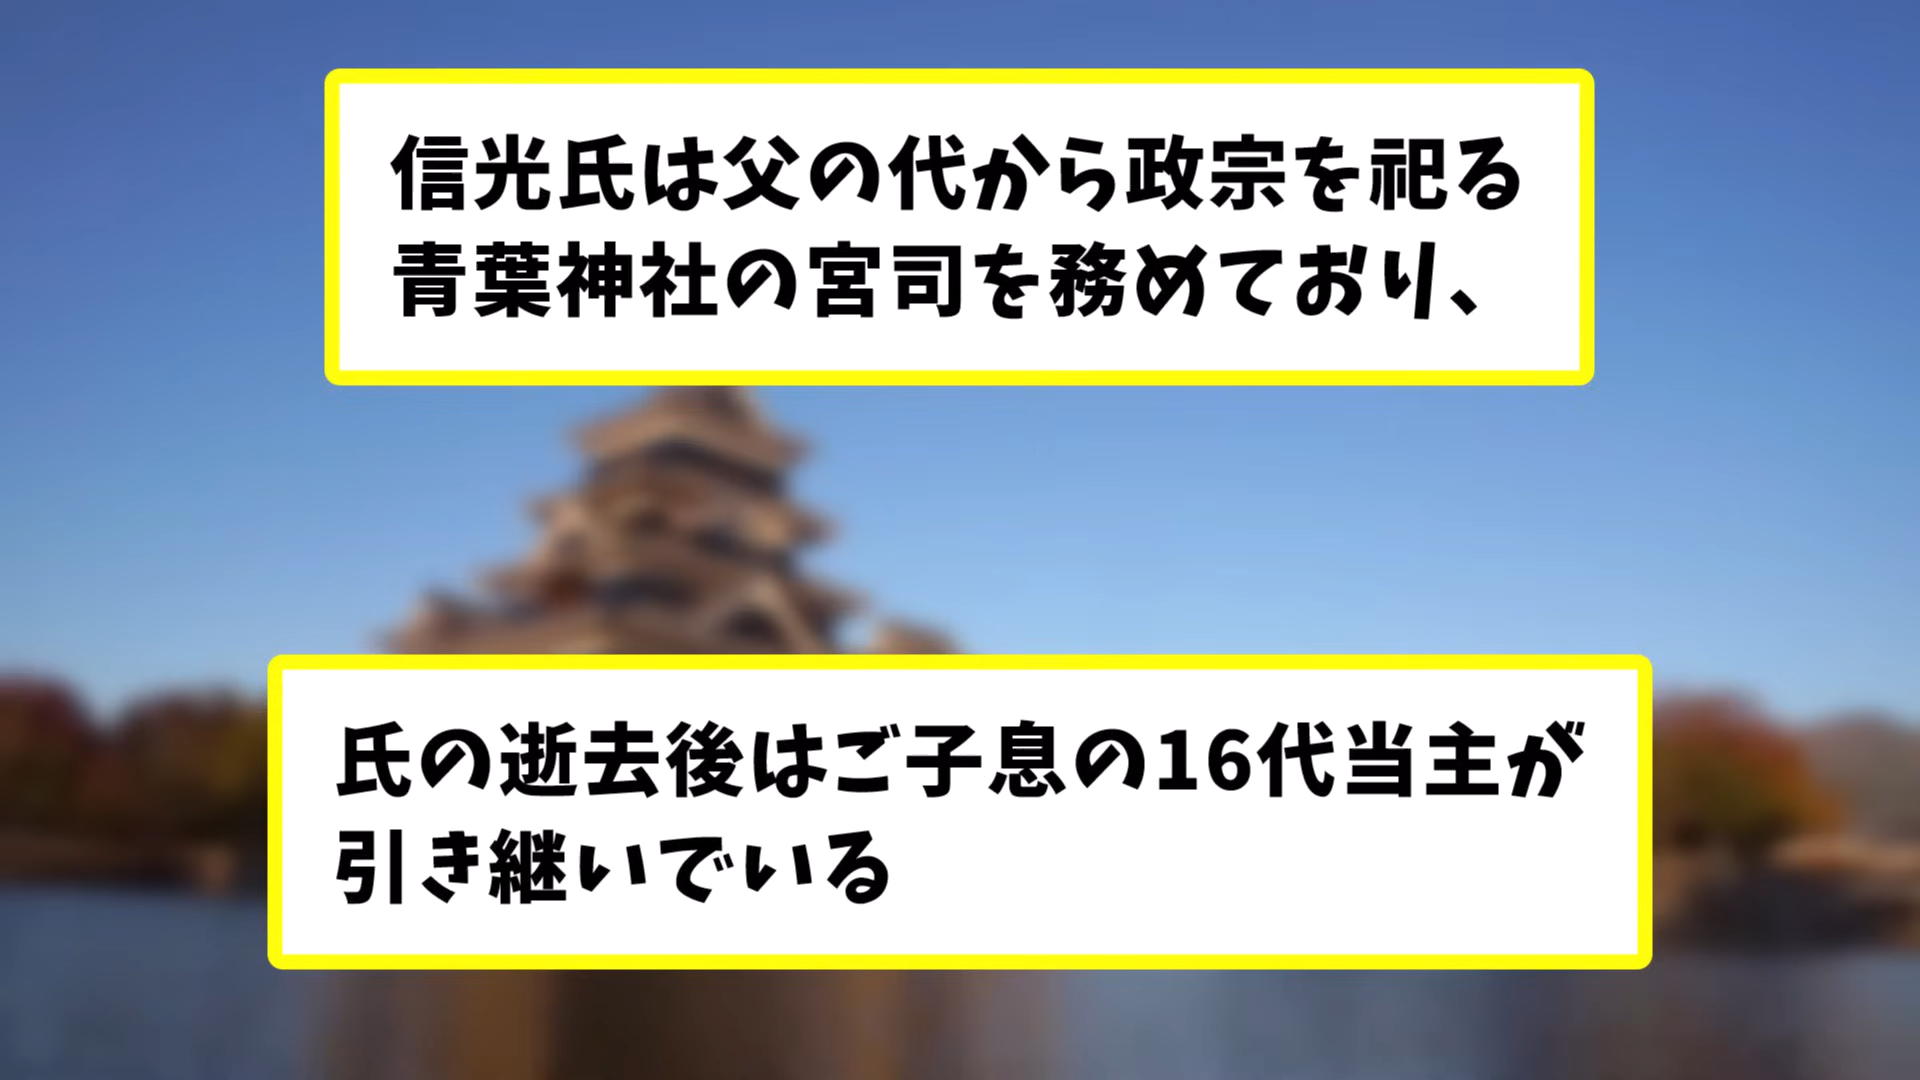 信光氏は父の代から政宗を祀る
青葉神社の宮司を務めており、
氏の逝去後はご子息の16代当主が
引き継いでいる